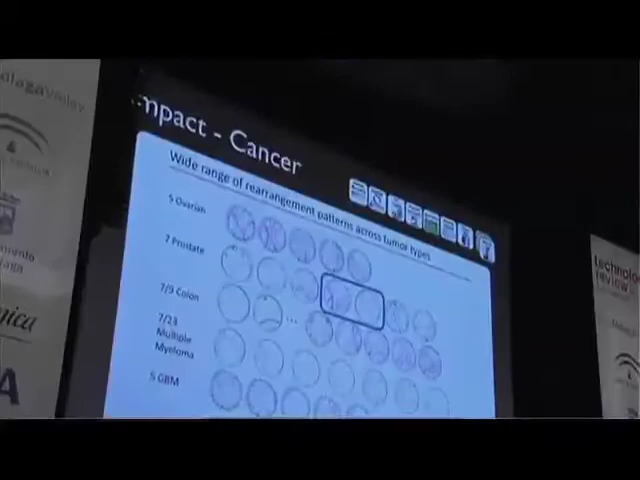 mpact - Cancer
Wide range of rearrangement patterns across tumor types
5 Ovarian
7 Prostate
7/9 Colon
...
7/23
Multiple
Myeloma
5 GBM
technology
review